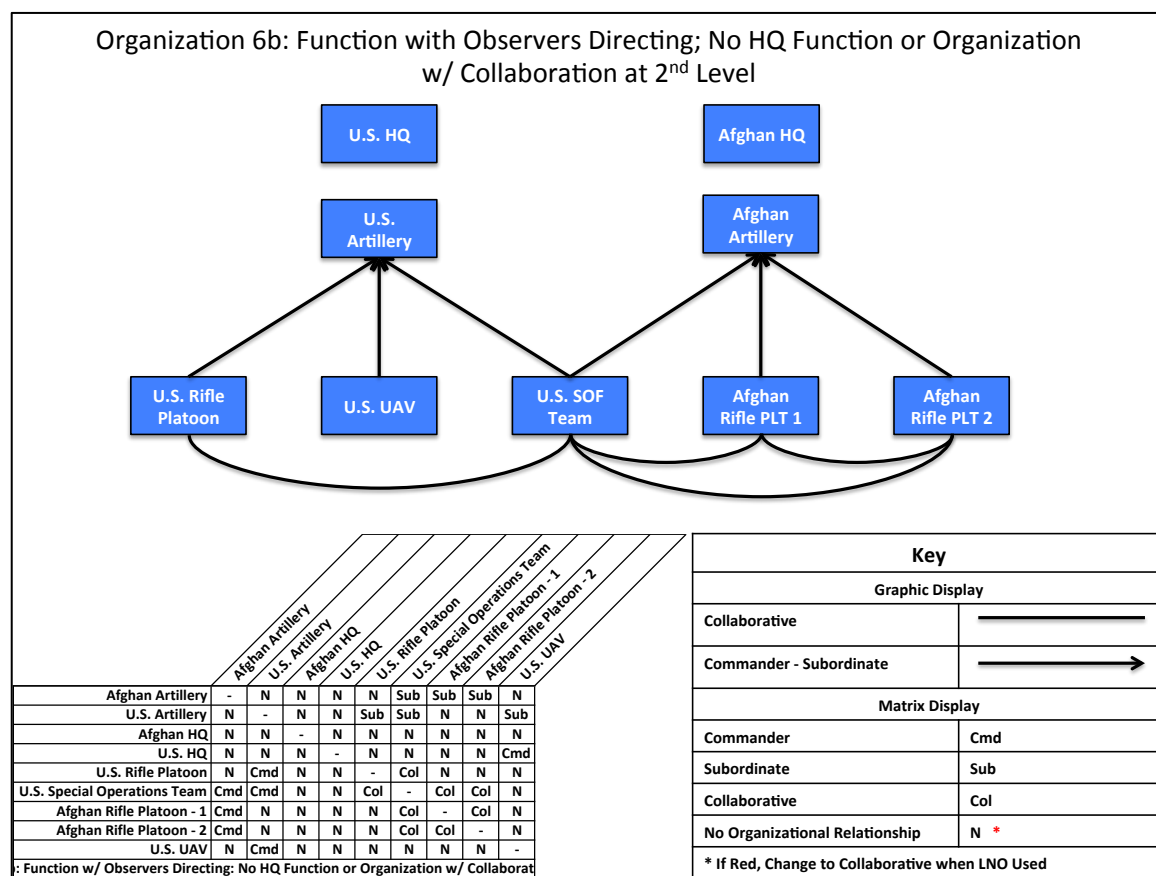 Organization 6b: Function with Observers Directing; No HQ Function or Organization
w/ Collaboration at 2nd Level
U.S. HQ
Afghan HQ
U.S.
Artillery
Afghan
Artillery
U.S. Rifle
Platoon
U.S. UAV
U.S. SOF
Team
Afghan
Rifle PLT 1
Afghan
Rifle PLT 2
Afghan Artillery
U.S. Artillery
Afghan HQ
U.S. HQ
U.S. Rifle Platoon
U.S. Special Operations Team
Afghan Rifle Platoon - 1
Afghan Rifle Platoon - 2
U.S. UAV
Afghan Artillery - N N N N Sub Sub Sub N
U.S. Artillery N - N N Sub Sub N N Sub
Afghan HQ N N - N N N N N N
U.S. HQ N N N - N N N N Cmd
U.S. Rifle Platoon N Cmd N N - Col N N N
U.S. Special Operations Team Cmd Cmd N N Col - Col Col N
Afghan Rifle Platoon - 1 Cmd N N N N Col - Col N
Afghan Rifle Platoon - 2 Cmd N N N N Col Col - N
U.S. UAV N Cmd N N N N N N -
: Function w/ Observers Directing: No HQ Function or Organization w/ Collaborat
Key
Graphic Display
Collaborative
Commander - Subordinate
Matrix Display
Commander Cmd
Subordinate Sub
Collaborative Col
No Organizational Relationship N *
* If Red, Change to Collaborative when LNO Used